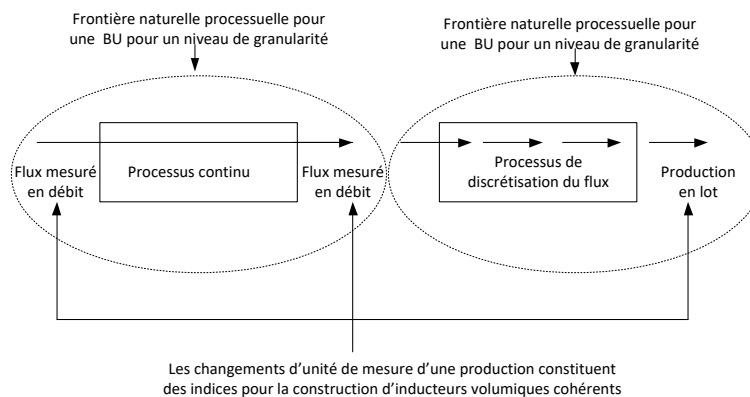 Frontière naturelle processuelle pour
une BU pour un niveau de granularité
Frontière naturelle processuelle pour
une BU pour un niveau de granularité
Flux mesuré
en débit
Processus continu
Flux mesuré
en débit
Processus de
discrétisation du flux
Production
en lot
Les changements d'unité de mesure d'une production constituent
des indices pour la construction d'inducteurs volumiques cohérents